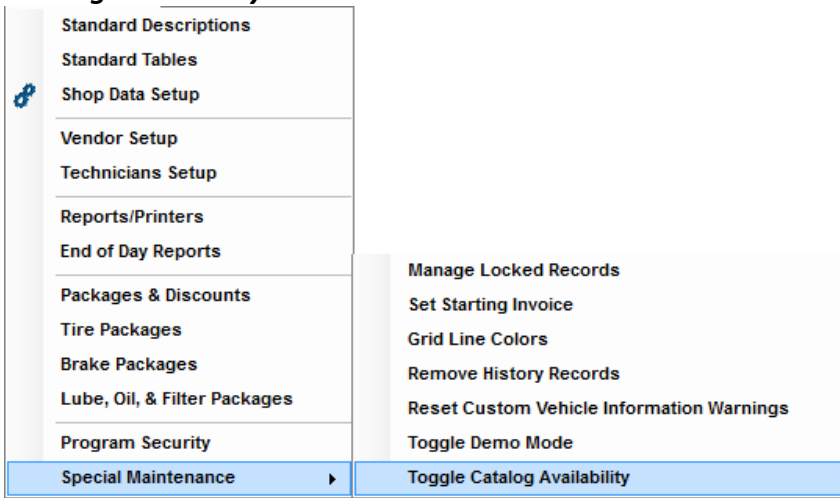 Standard Descriptions
Standard Tables
Shop Data Setup
Vendor Setup
Technicians Setup
Reports/Printers
End of Day Reports
Packages & Discounts
Tire Packages
Brake Packages
Lube, Oil, & Filter Packages
Program Security
Special Maintenance
Manage Locked Records
Set Starting Invoice
Grid Line Colors
Remove History Records
Reset Custom Vehicle Information Warnings
Toggle Demo Mode
Toggle Catalog Availability